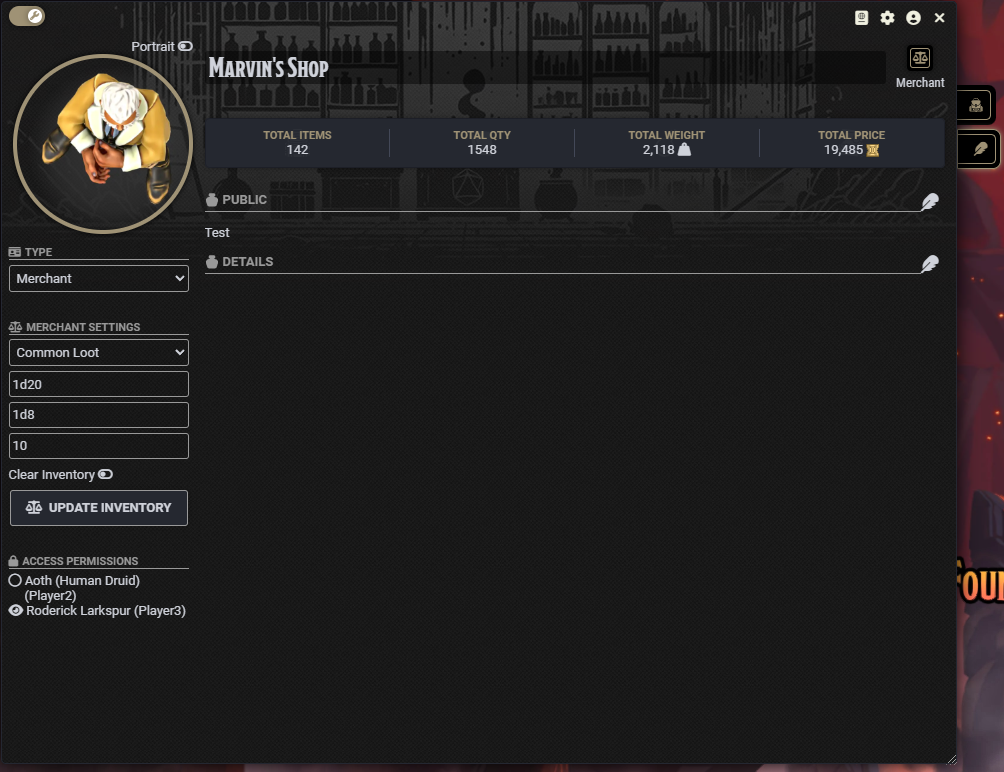 Portrait
Marvin's Shop
Merchant
TOTAL ITEMS
142
TOTAL QTY
1548
TOTAL WEIGHT
2,118
TOTAL PRICE
19,485
PUBLIC
Test
DETAILS
TYPE
Merchant
MERCHANT SETTINGS
Common Loot
1d20
1d8
10
Clear Inventory
UPDATE INVENTORY
ACCESS PERMISSIONS
Aoth (Human Druid)
(Player2)
Roderick Larkspur (Player3)